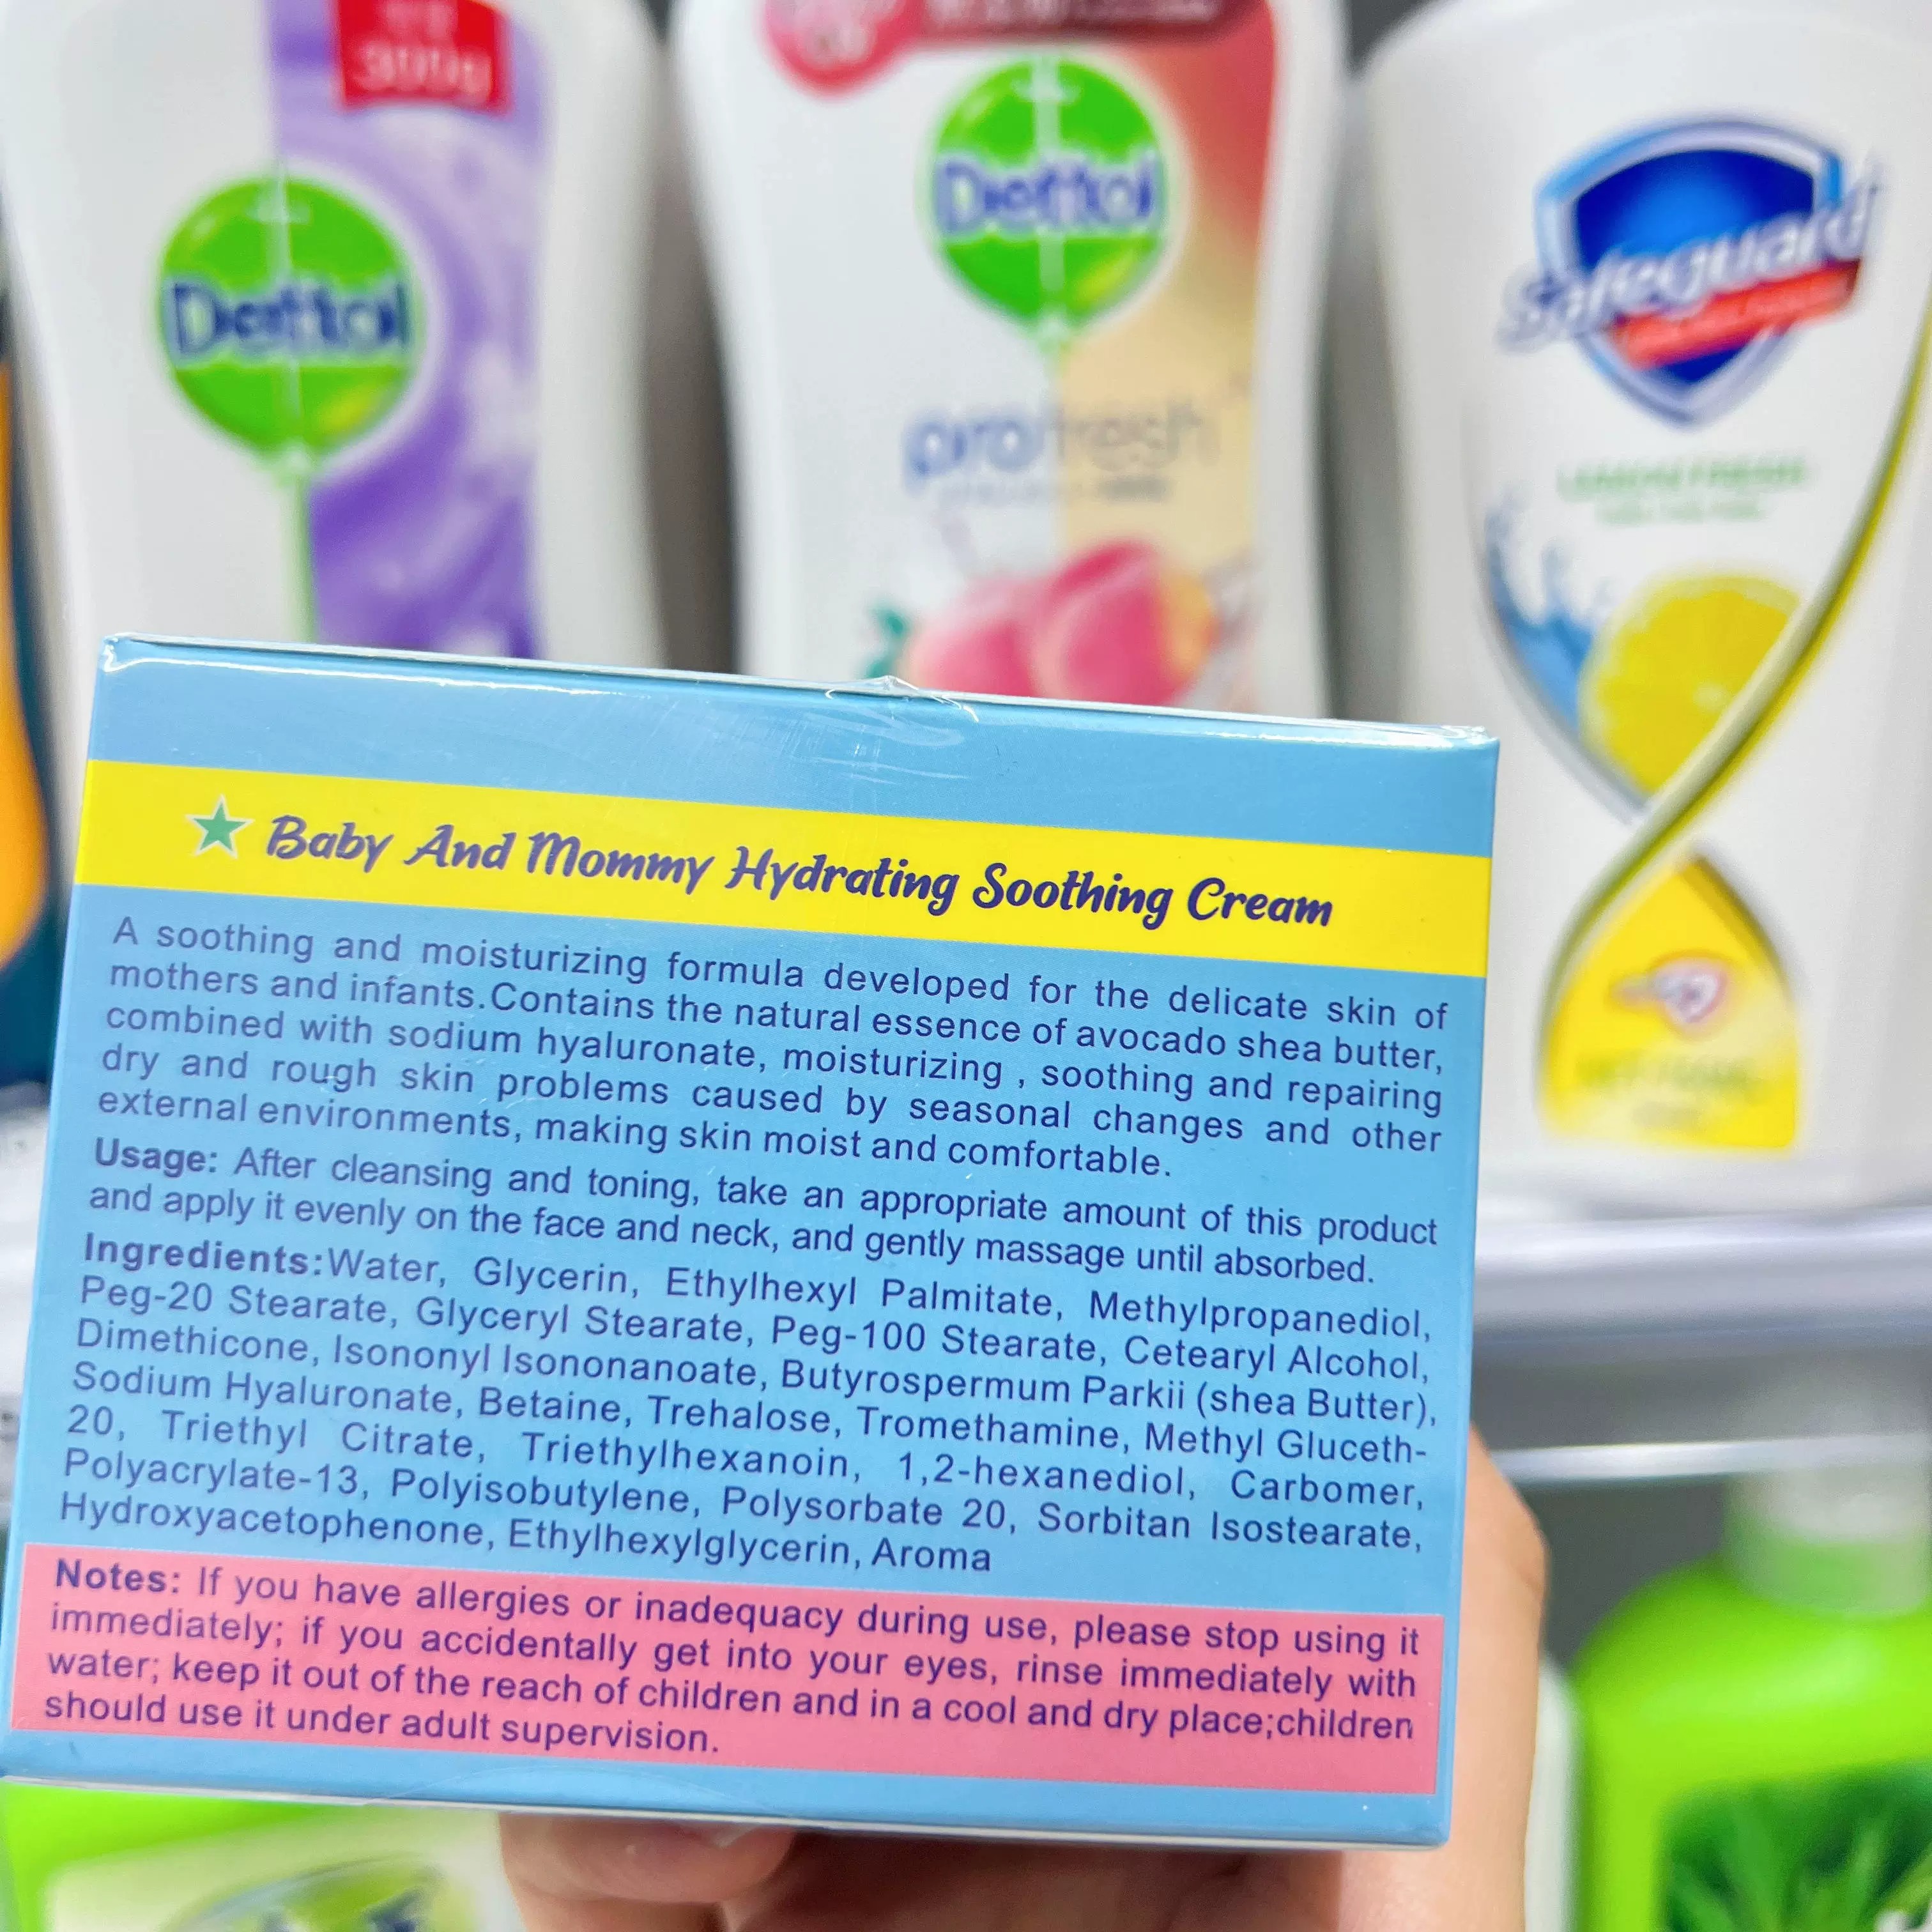 300g
Dettol
Dettol
profresh
Safeguard
LEMON FRESH
Baby And Mommy Hydrating Soothing Cream
A soothing and moisturizing formula developed for the delicate skin of
mothers and infants.Contains the natural essence of avocado shea butter,
combined with sodium hyaluronate, moisturizing , soothing and repairing
dry and rough skin problems caused by seasonal changes and other
external environments, making skin moist and comfortable.
Usage: After cleansing and toning, take an appropriate amount of this product
and apply it evenly on the face and neck, and gently massage until absorbed.
Ingredients:Water, Glycerin, Ethylhexyl Palmitate, Methylpropanediol,
Peg-20 Stearate, Glyceryl Stearate, Peg-100 Stearate, Cetearyl Alcohol,
Dimethicone, Isononyl Isononanoate, Butyrospermum Parkii (shea Butter),
Sodium Hyaluronate, Betaine, Trehalose, Tromethamine, Methyl Gluceth-
20, Triethyl Citrate, Triethylhexanoin, 1,2-hexanediol, Carbomer,
Polyacrylate-13, Polyisobutylene, Polysorbate 20, Sorbitan Isostearate,
Hydroxyacetophenone, Ethylhexylglycerin, Aroma
Notes: If you have allergies or inadequacy during use, please stop using it
immediately; if you accidentally get into your eyes, rinse immediately with
water; keep it out of the reach of children and in a cool and dry place;children
should use it under adult supervision.